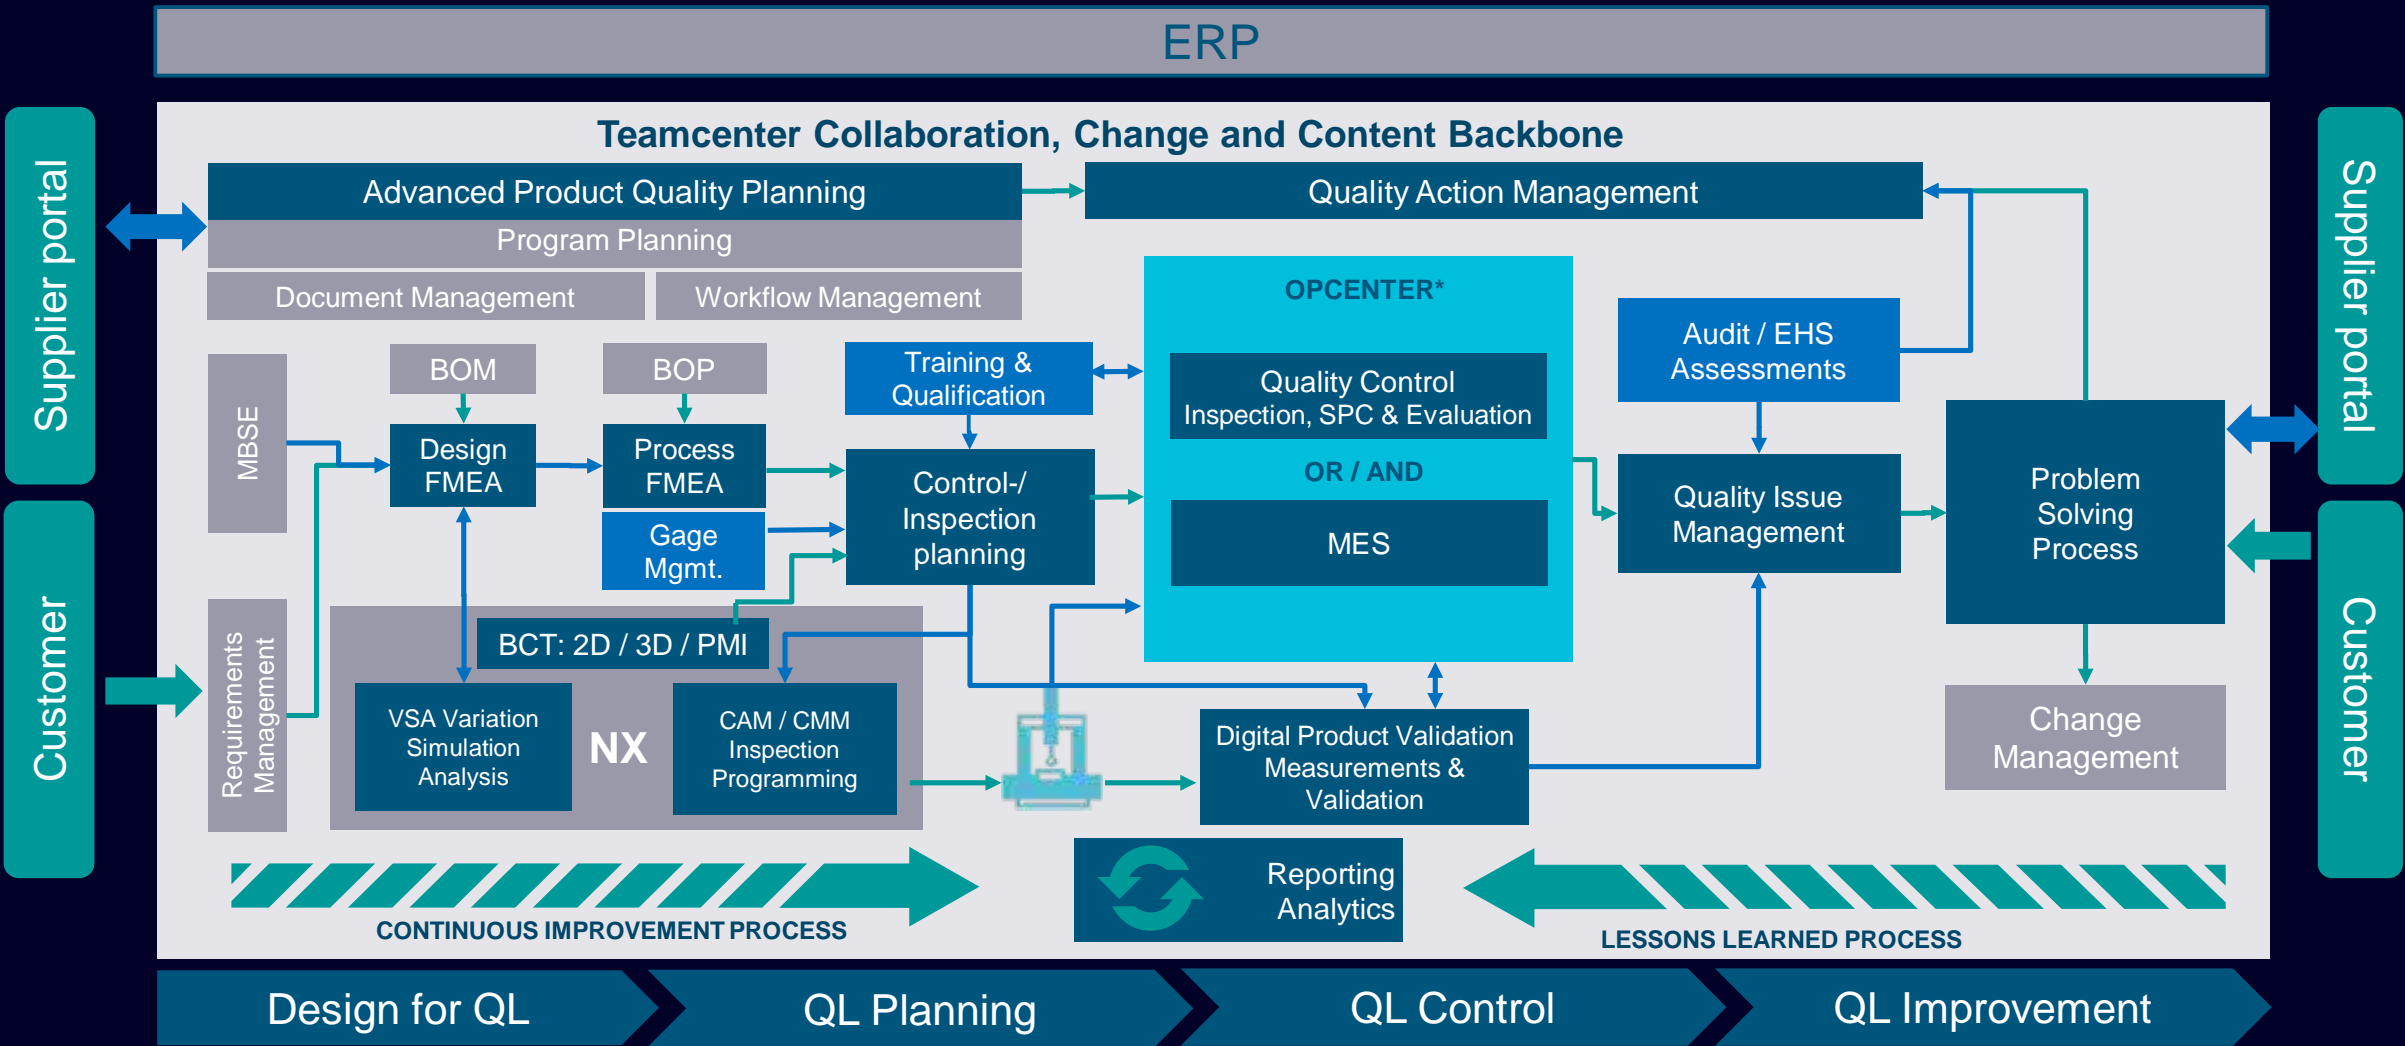 ERP
Teamcenter Collaboration, Change and Content Backbone
Supplier portal
Customer
Advanced Product Quality Planning
Program Planning
Document Management
Workflow Management
Quality Action Management
MBSE
Requirements
Management
BOM
BOP
Design
FMEA
Process
FMEA
Gage
Mgmt.
Training &
Qualification
Control-/
Inspection
planning
BCT: 2D / 3D / PMI
VSA Variation
Simulation
Analysis
NX
CAM / CMM
Inspection
Programming
OPCENTER*
Quality Control
Inspection, SPC & Evaluation
OR / AND
MES
Digital Product Validation
Measurements &
Validation
Audit / EHS
Assessments
Quality Issue
Management
Problem
Solving
Process
Change
Management
Supplier portal
Customer
CONTINUOUS IMPROVEMENT PROCESS
Reporting
Analytics
LESSONS LEARNED PROCESS
Design for QL
QL Planning
QL Control
QL Improvement